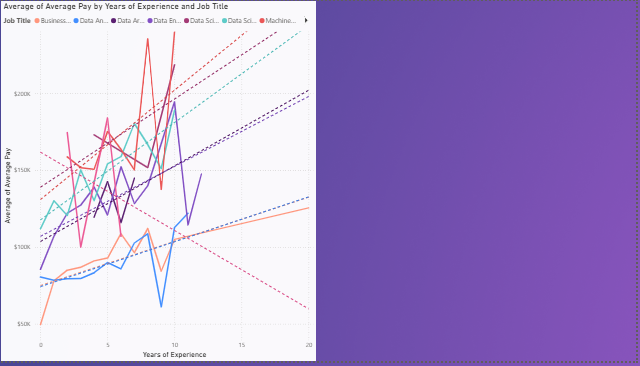 Average of Average Pay by Years of Experience and Job Title
Job Title Business... Data An... Data Ar... Data En... Data Sci... Data Sci... Machine...
$200K
$150K
$100K
$50K
Average of Average Pay
0 5 10 15 20
Years of Experience